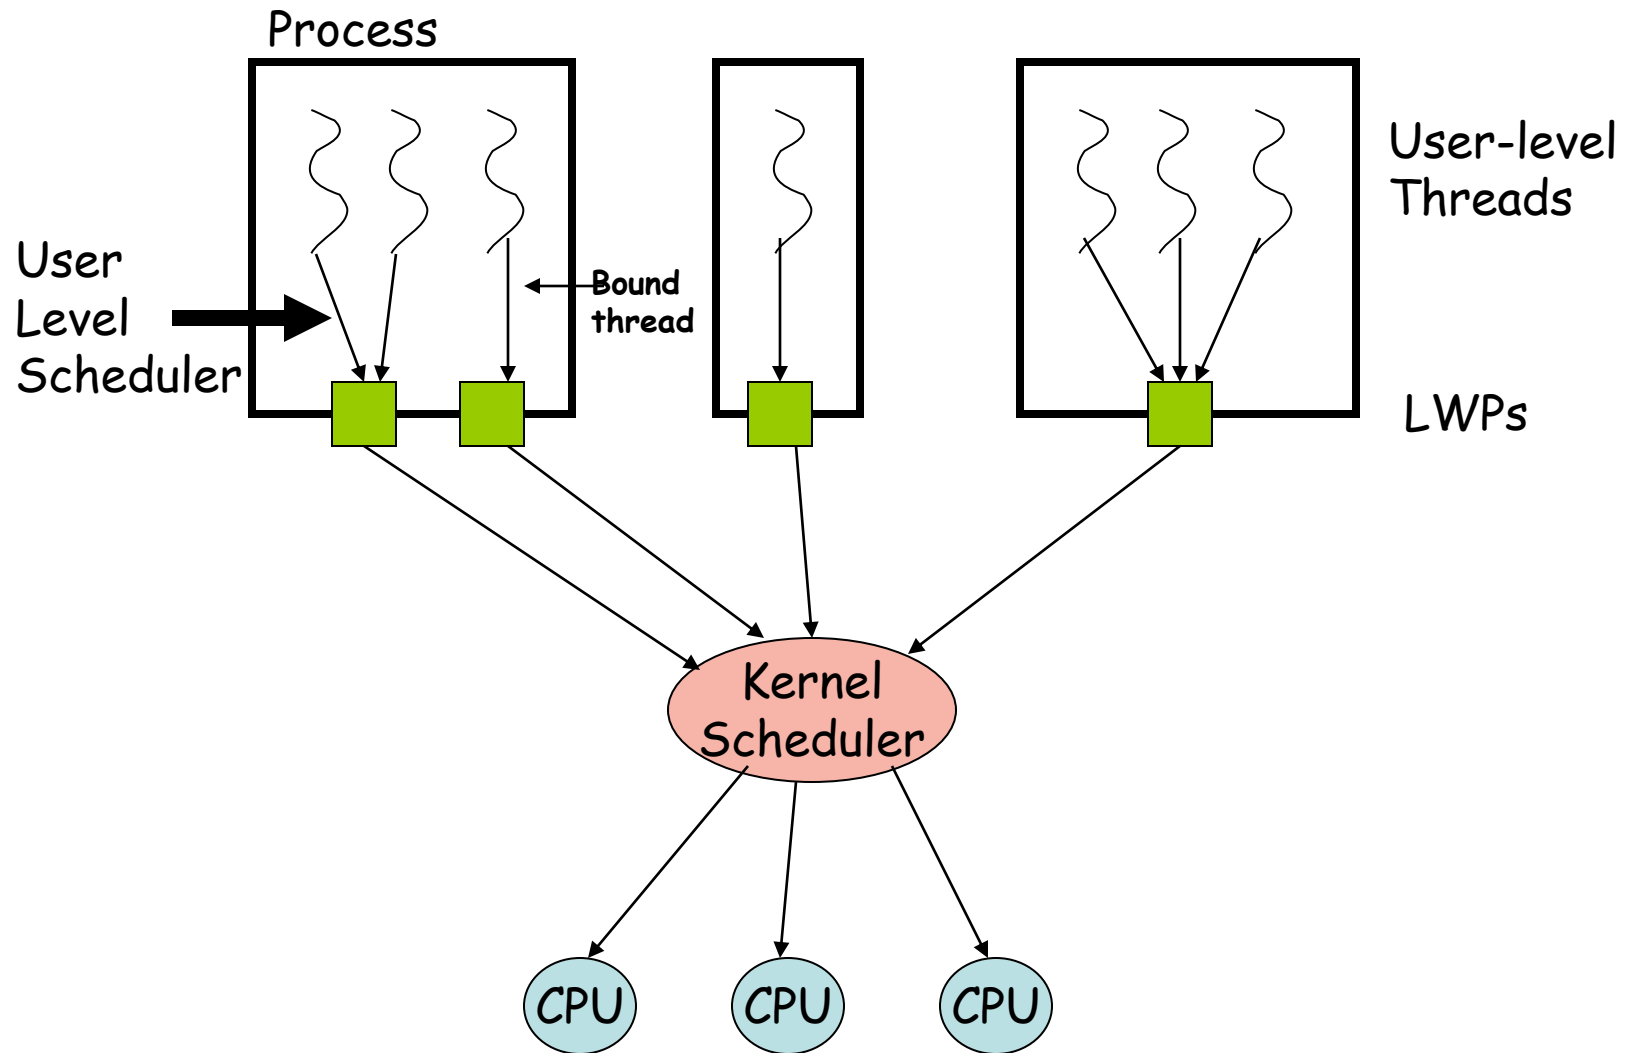 Process
User-level
Threads
User
Level
Scheduler
Bound
thread
LWPs
Kernel
Scheduler
CPU
CPU
CPU